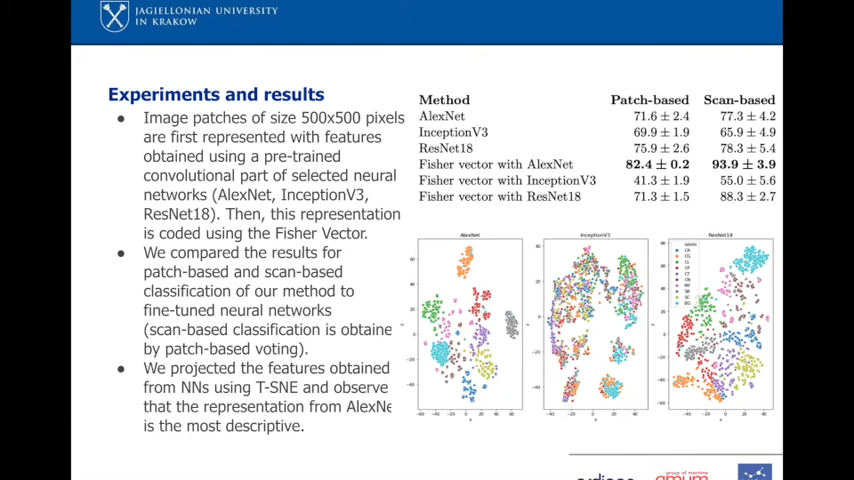 JAGIELLONIAN UNIVERSITY
IN KRAKOW
Experiments and results
● Image patches of size 500x500 pixels
are first represented with features
obtained using a pre-trained
convolutional part of selected neural
networks (AlexNet, InceptionV3,
ResNet18). Then, this representation
is coded using the Fisher Vector.
● We compared the results for
patch-based and scan-based
classification of our method to
fine-tuned neural networks
(scan-based classification is obtaine
by patch-based voting).
● We projected the features obtained
from NNs using T-SNE and observe
that the representation from AlexNe
is the most descriptive.
Method Patch-based Scan-based
AlexNet 71.6 ± 2.4 77.3 ± 4.2
InceptionV3 69.9 ± 1.9 65.9 ± 4.9
ResNet18 75.9 ± 2.6 78.3 ± 5.4
Fisher vector with AlexNet 82.4 ± 0.2 93.9 ± 3.9
Fisher vector with InceptionV3 41.3 ± 1.9 55.0 ± 5.6
Fisher vector with ResNet18 71.3 ± 1.5 88.3 ± 2.7
AlexNet InceptionV3 ResNet18
labels
group of machine